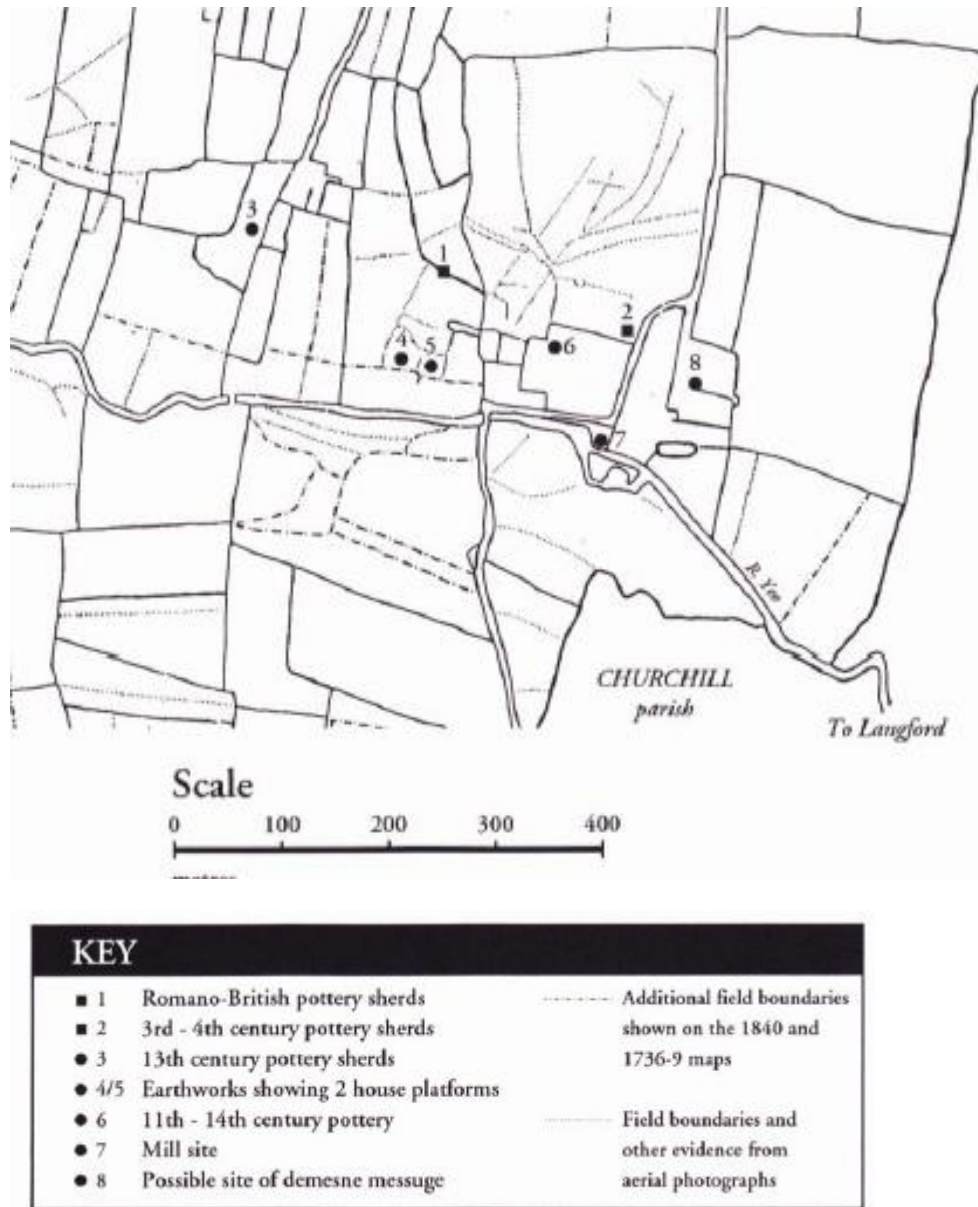 3
1
2
4
5
6
8
7
R. Yeo
CHURCHILL
parish
To Langford
Scale
0 100 200 300 400
metres
KEY
1 Romano-British pottery sherds
2 3rd - 4th century pottery sherds
3 13th century pottery sherds
4/5 Earthworks showing 2 house platforms
6 11th - 14th century pottery
7 Mill site
8 Possible site of demesne messuge
Additional field boundaries
shown on the 1840 and
1736-9 maps
Field boundaries and
other evidence from
aerial photographs